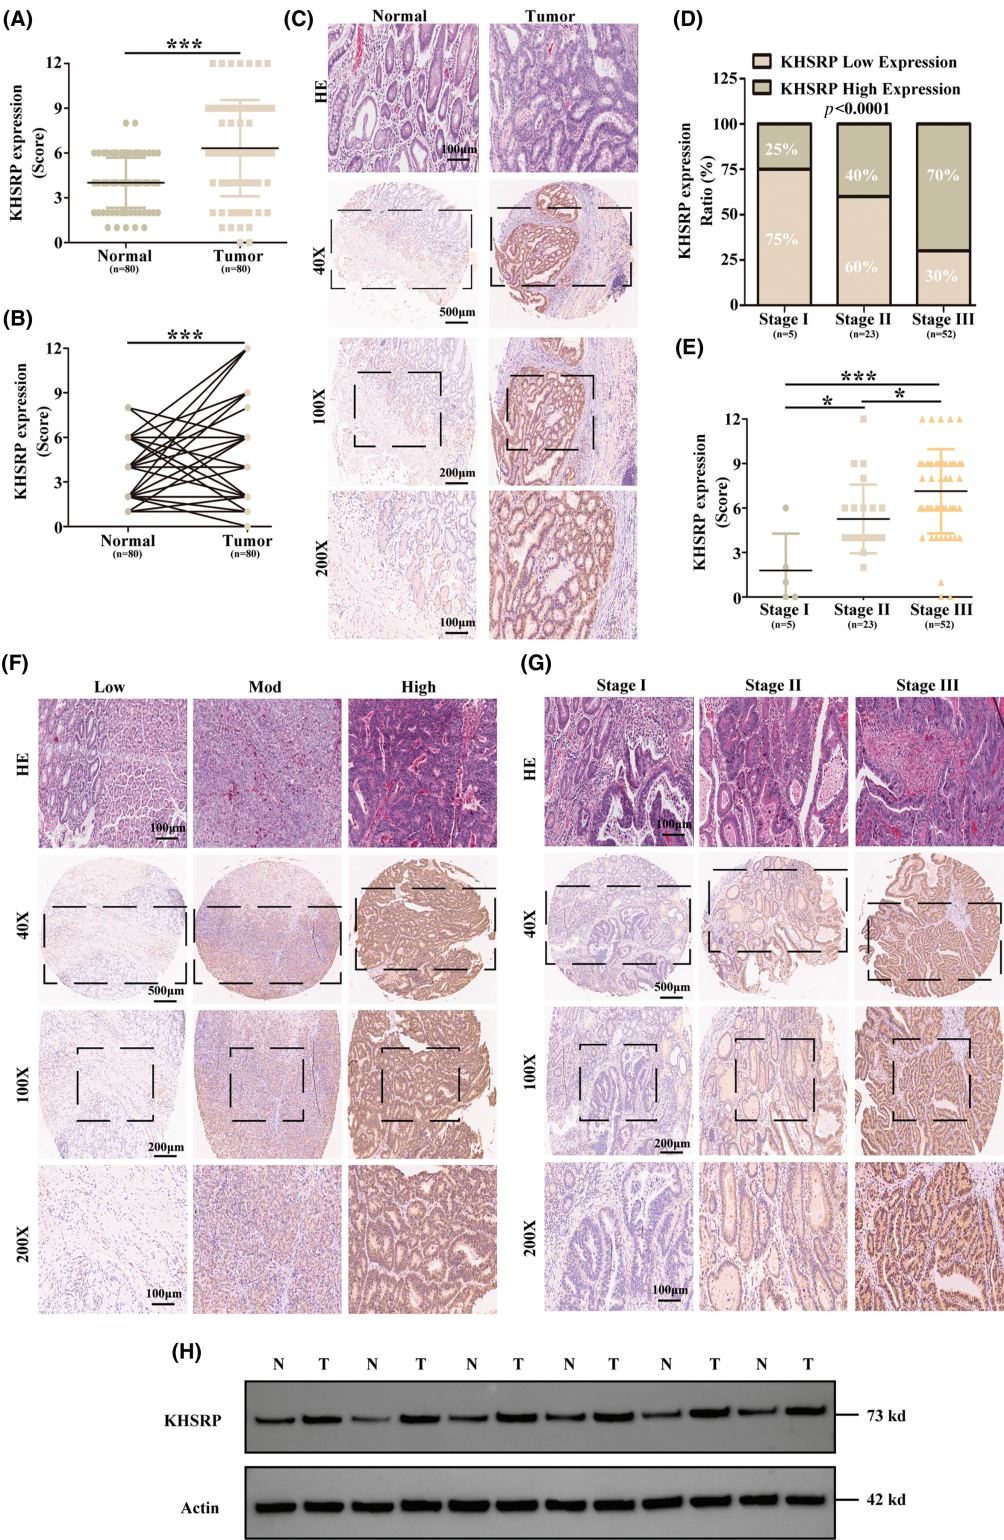 (A)
***
KHSRP expression
(Score)
12
9
6
3
0
Normal
(n=80)
Tumor
(n=80)
(B)
***
KHSRP expression
(Score)
12
9
6
3
0
Normal
(n=80)
Tumor
(n=80)
(C)
Normal
Tumor
HE
100μm
40X
500μm
100X
200μm
200X
100μm
(D)
KHSRP Low Expression
KHSRP High Expression
p<0.0001
KHSRP expression
Ratio (%)
125
100
75
50
25
0
25%
75%
40%
60%
70%
30%
Stage I
(n=5)
Stage II
(n=23)
Stage III
(n=52)
(E)
***
*
*
KHSRP expression
(Score)
12
9
6
3
0
Stage I
(n=5)
Stage II
(n=23)
Stage III
(n=52)
(F)
Low
Mod
High
HE
100μm
40X
500μm
100X
200μm
200X
100μm
(G)
Stage I
Stage II
Stage III
HE
100μm
40X
500μm
100X
200μm
200X
100μm
(H)
N T N T N T N T N T N T
KHSRP
73 kd
Actin
42 kd